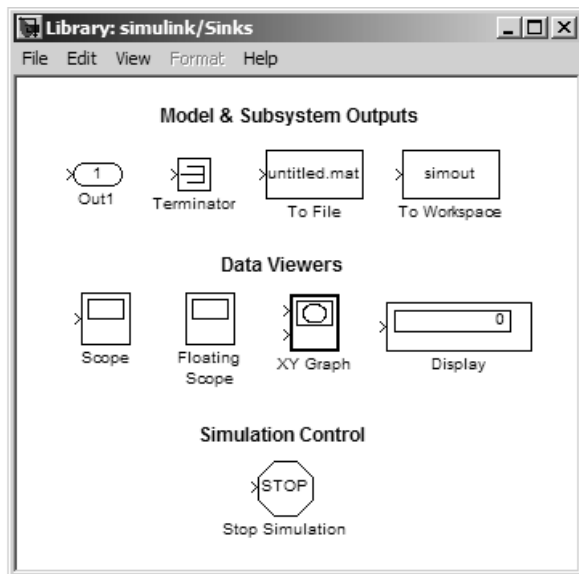 Library: simulink/Sinks
File Edit View Format Help
Model & Subsystem Outputs
1 untitled.mat simout
Out1 Terminator To File To Workspace
Data Viewers
0
Scope Floating Scope XY Graph Display
Simulation Control
STOP
Stop Simulation